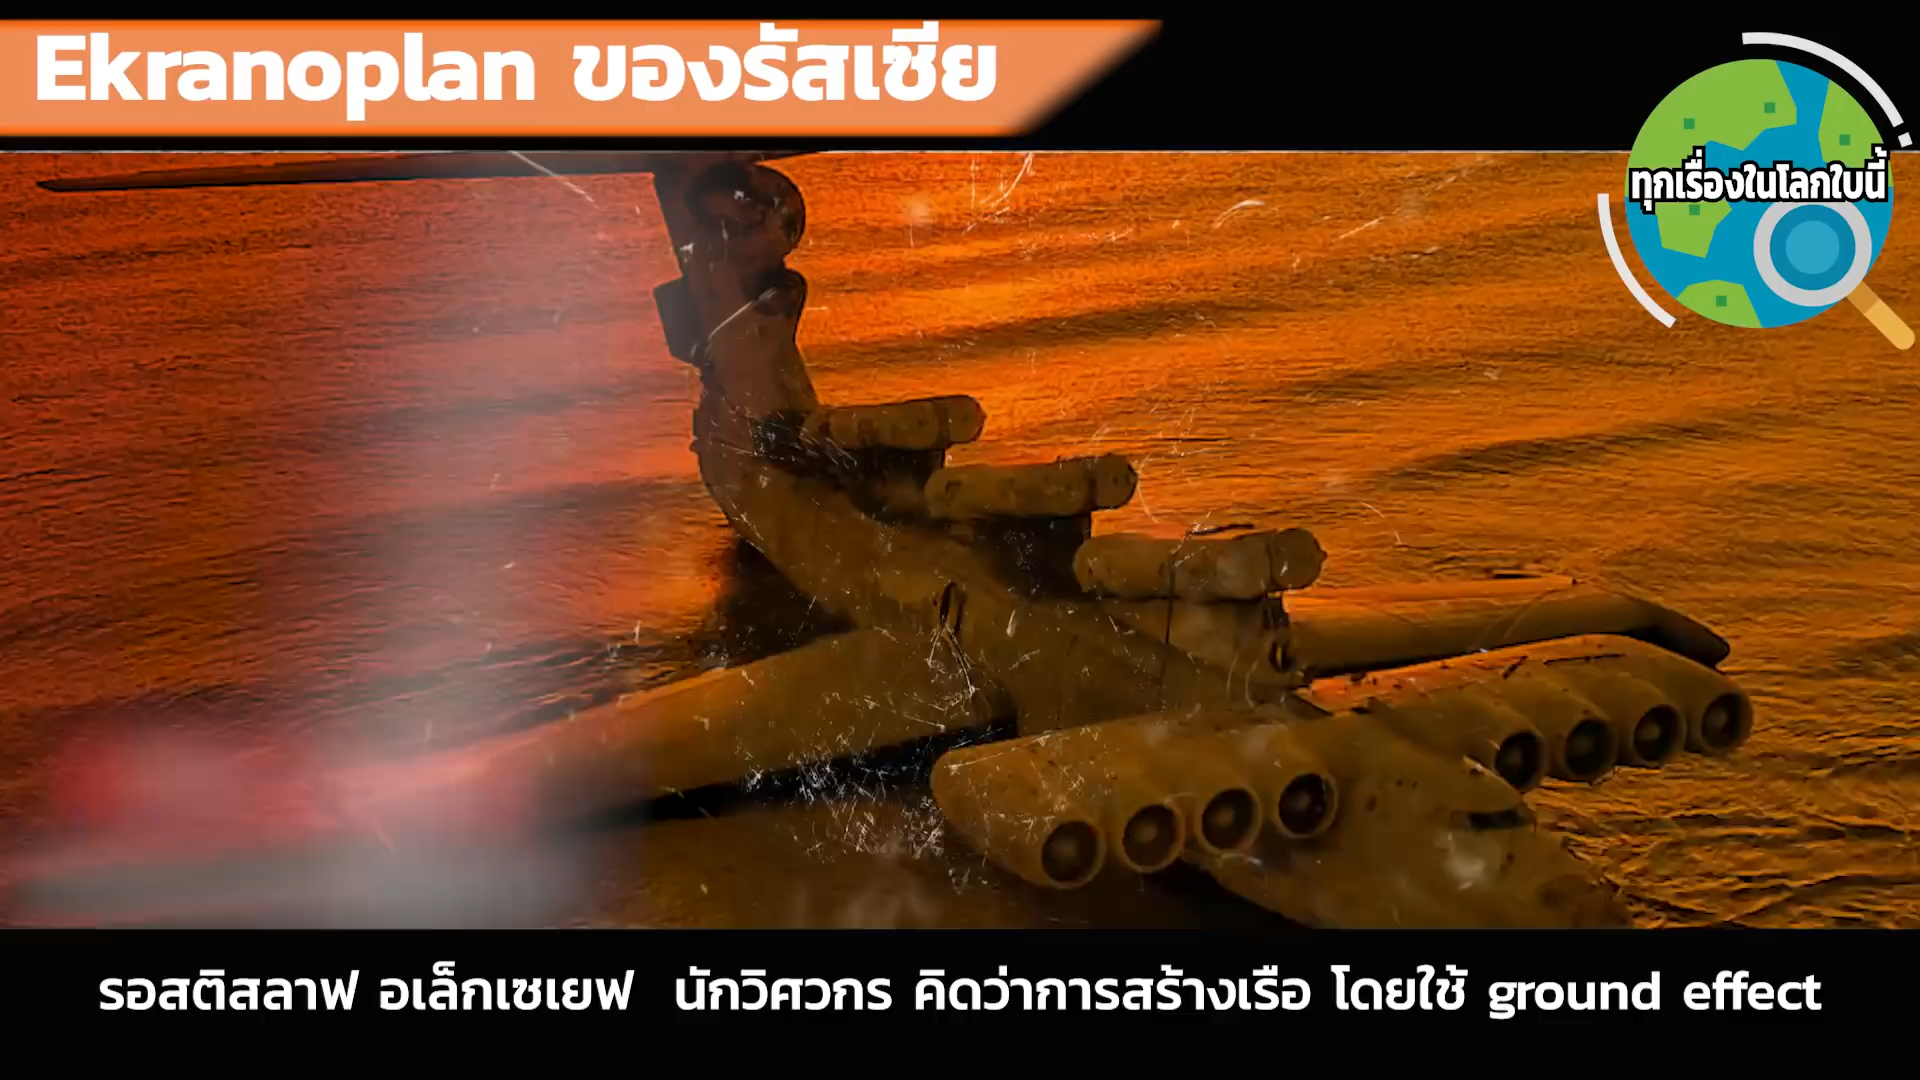 Ekranoplan ของรัสเซีย
ทุกเรื่องในโลกใบนี้
รอสติสลาฟ อเล็กเซเยฟ นักวิศวกร คิดว่าการสร้างเรือ โดยใช้ ground effect